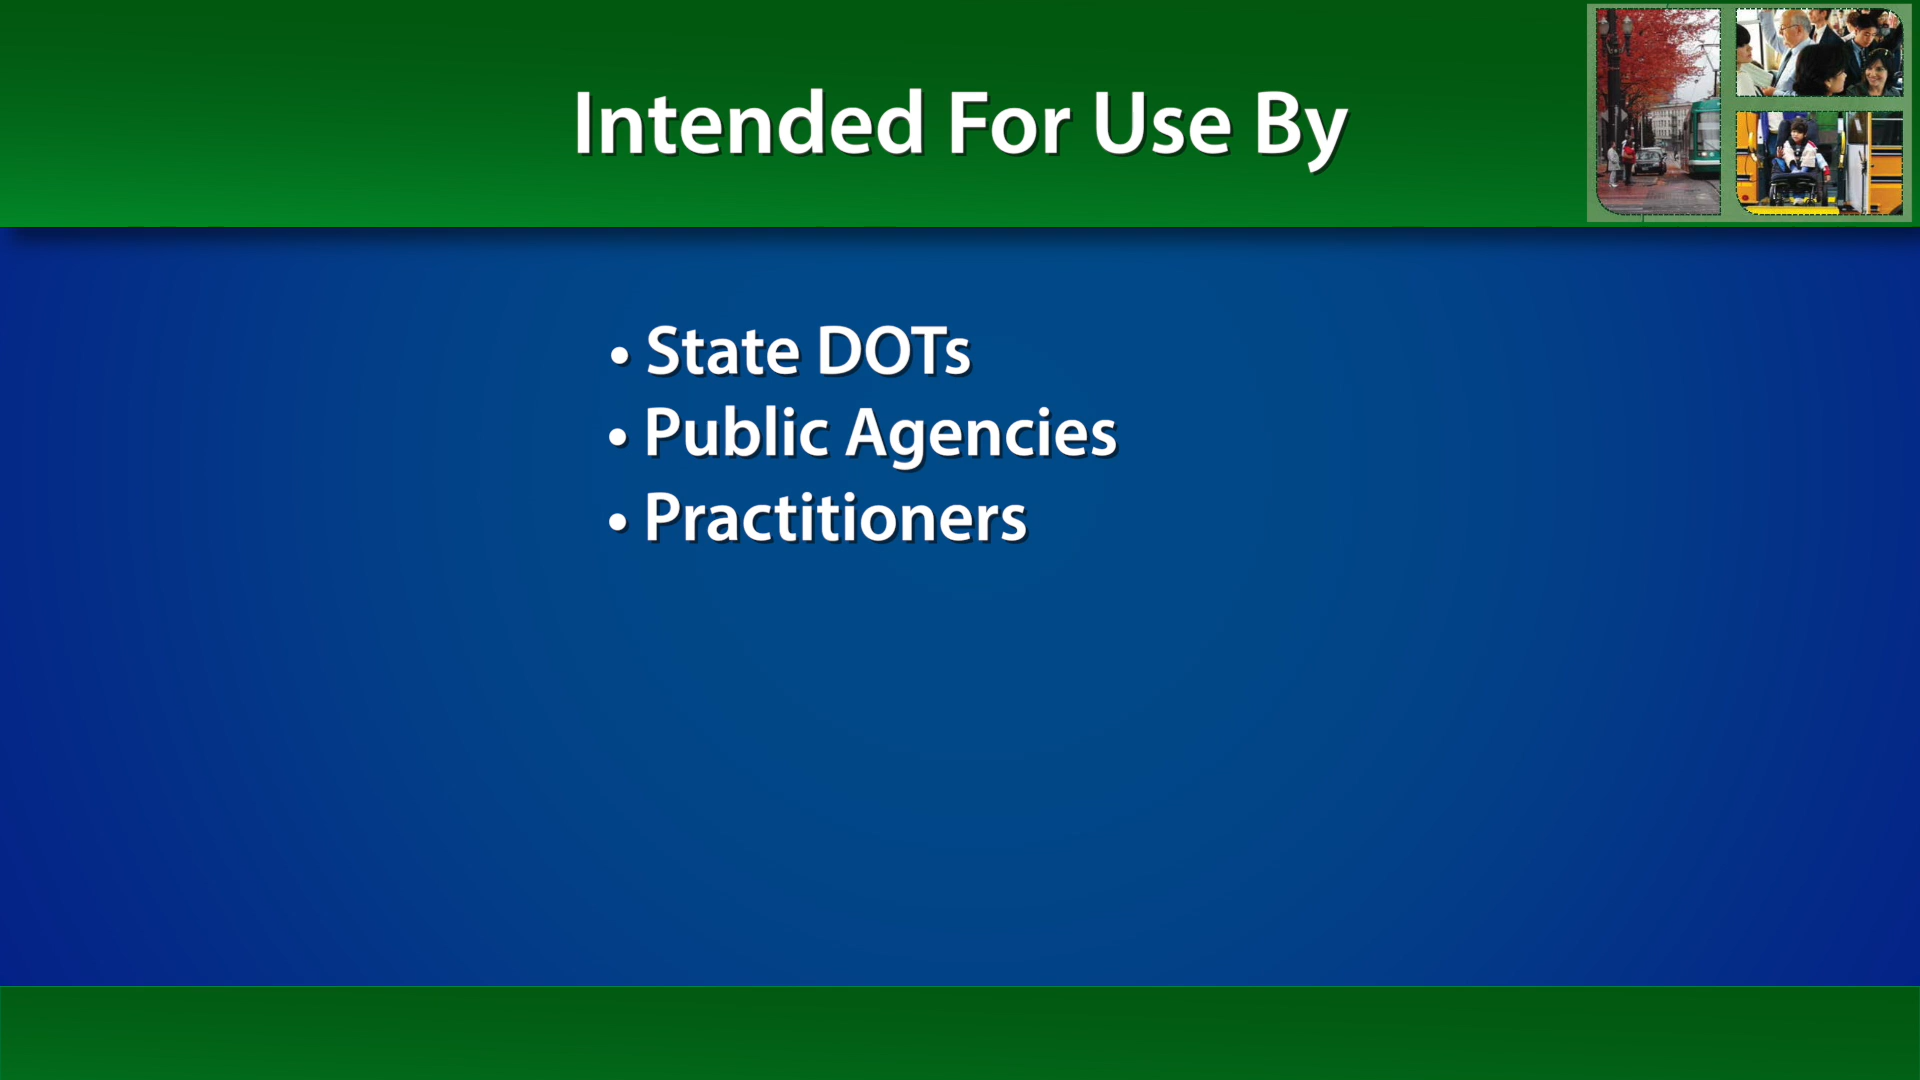 Intended For Use By
• State DOTs
• Public Agencies
• Practitioners